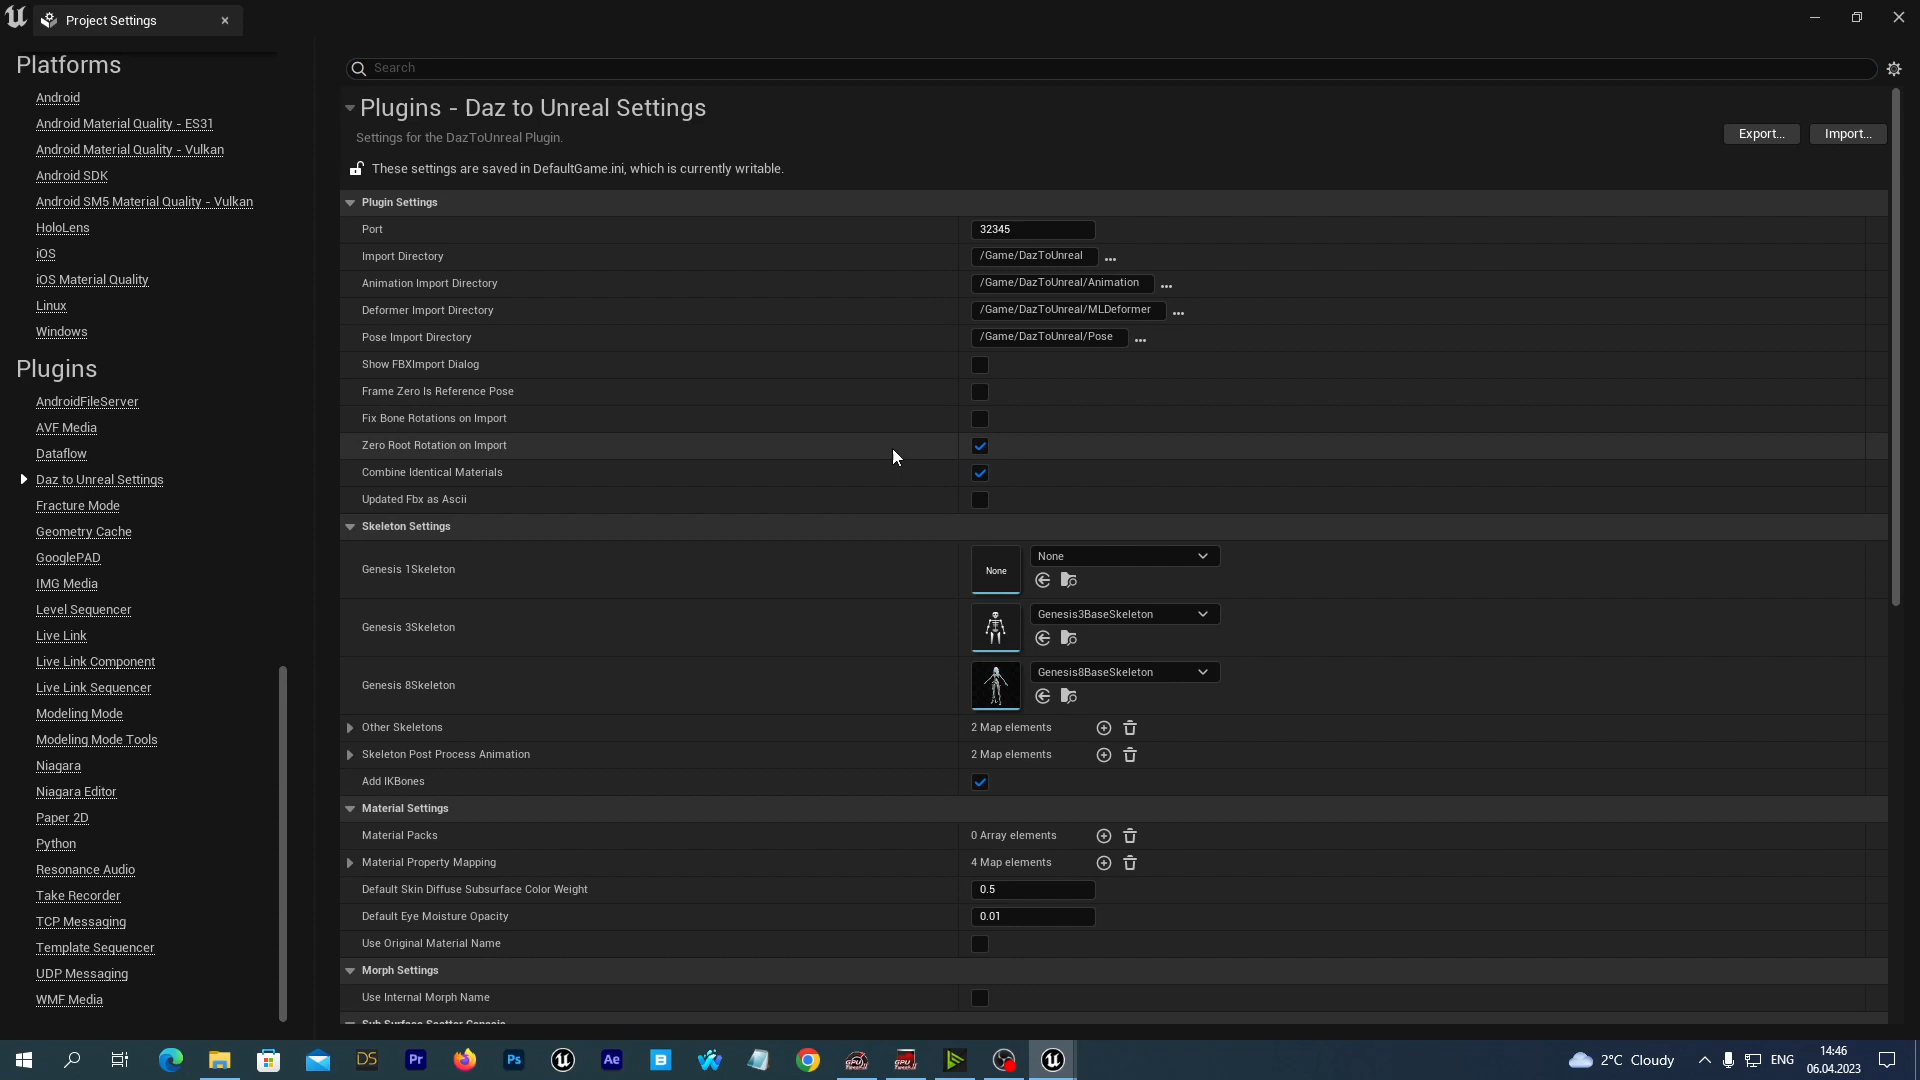 Project Settings
Platforms
Android
Android Material Quality - ES31
Android Material Quality - Vulkan
Android SDK
Android SM5 Material Quality - Vulkan
HoloLens
iOS
iOS Material Quality
Linux
Windows
Plugins
AndroidFileServer
AVF Media
Dataflow
Daz to Unreal Settings
Fracture Mode
Geometry Cache
GooglePAD
IMG Media
Level Sequencer
Live Link
Live Link Component
Live Link Sequencer
Modeling Mode
Modeling Mode Tools
Niagara
Niagara Editor
Paper 2D
Python
Resonance Audio
Take Recorder
TCP Messaging
Template Sequencer
UDP Messaging
WMF Media
Search
Plugins - Daz to Unreal Settings
Settings for the DazToUnreal Plugin.
Export... Import...
These settings are saved in DefaultGame.ini, which is currently writable.
Plugin Settings
Port 32345
Import Directory /Game/DazToUnreal ...
Animation Import Directory /Game/DazToUnreal/Animation ...
Deformer Import Directory /Game/DazToUnreal/MLDeformer ...
Pose Import Directory /Game/DazToUnreal/Pose ...
Show FBXImport Dialog
Frame Zero Is Reference Pose
Fix Bone Rotations on Import
Zero Root Rotation on Import
Combine Identical Materials
Updated Fbx as Ascii
Skeleton Settings
Genesis 1Skeleton None None
Genesis 3Skeleton Genesis3BaseSkeleton
Genesis 8Skeleton Genesis8BaseSkeleton
Other Skeletons 2 Map elements
Skeleton Post Process Animation 2 Map elements
Add IKBones
Material Settings
Material Packs 0 Array elements
Material Property Mapping 4 Map elements
Default Skin Diffuse Subsurface Color Weight 0.5
Default Eye Moisture Opacity 0.01
Use Original Material Name
Morph Settings
Use Internal Morph Name
Sub Surface Scatter Genesis
DS Pr Ps Ae
2°C Cloudy
ENG
14:46
06.04.2023